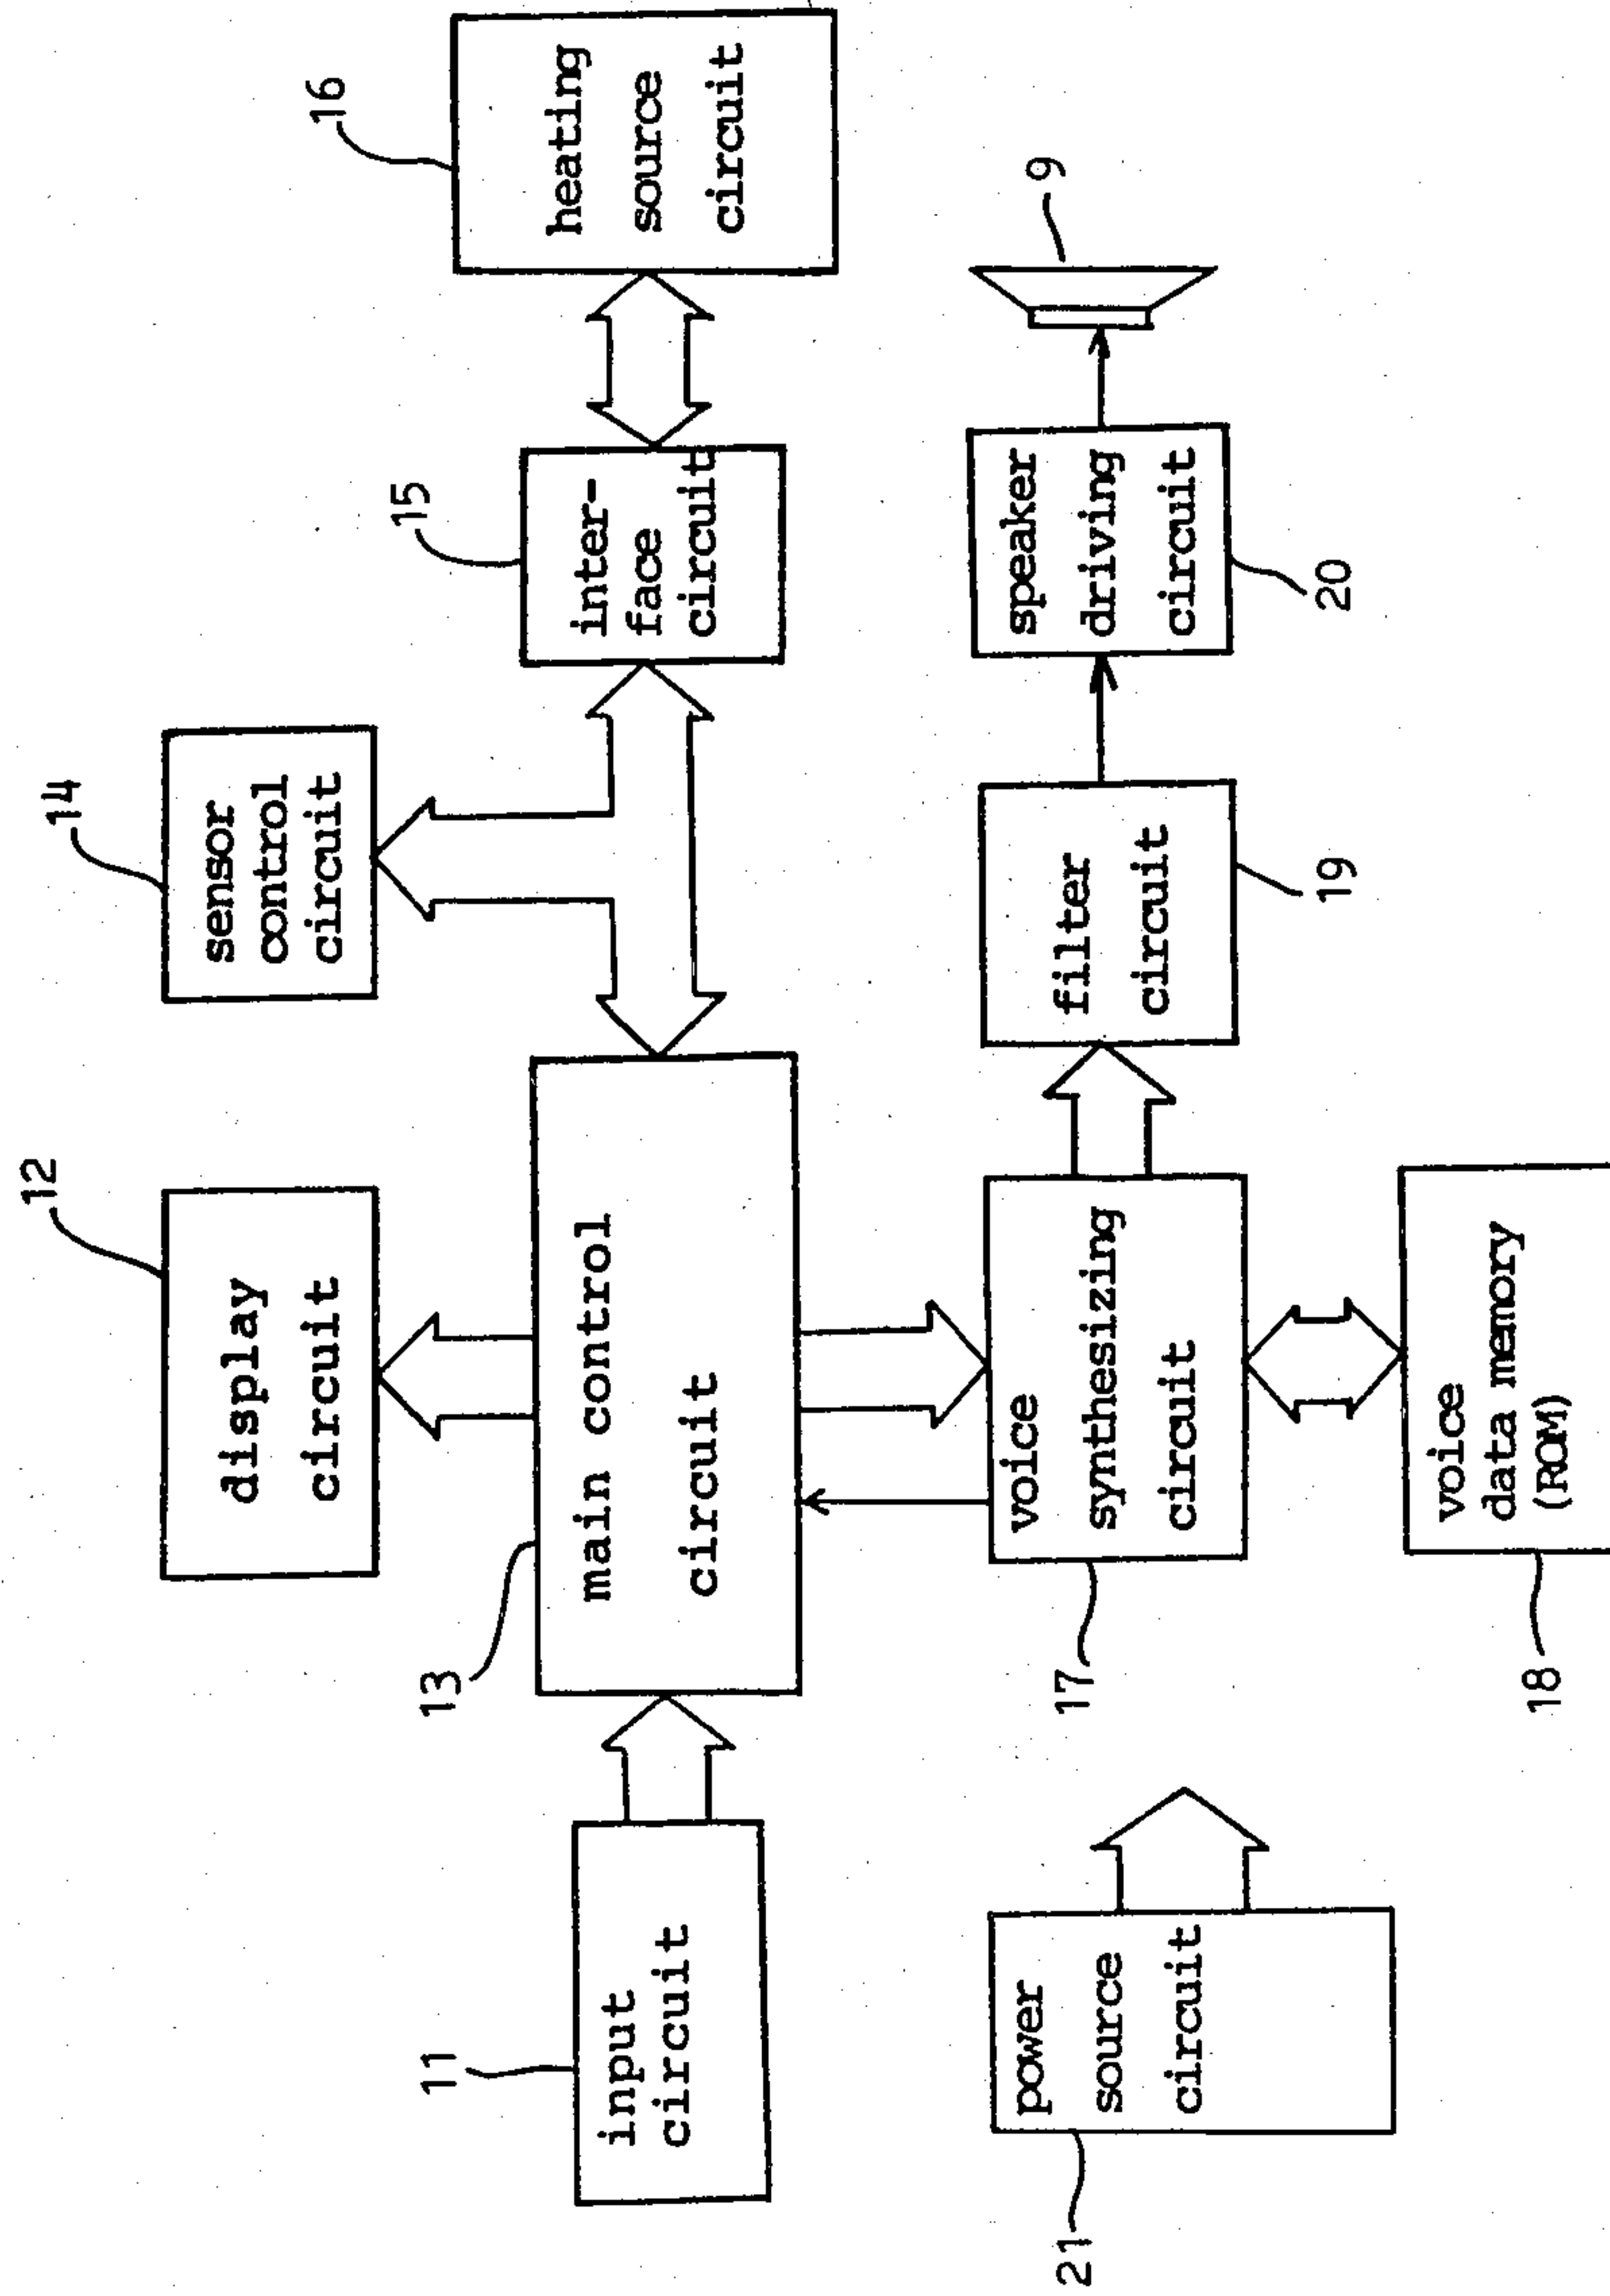 12
display
circuit
14
sensor
control
circuit
11
input
circuit
13
main control
circuit
15
inter-
face
circuit
16
heating
source
circuit
21
power
source
circuit
17
voice
synthesizing
circuit
filter
circuit
19
speaker
driving
circuit
20
9
18
voice
data memory
(ROM)